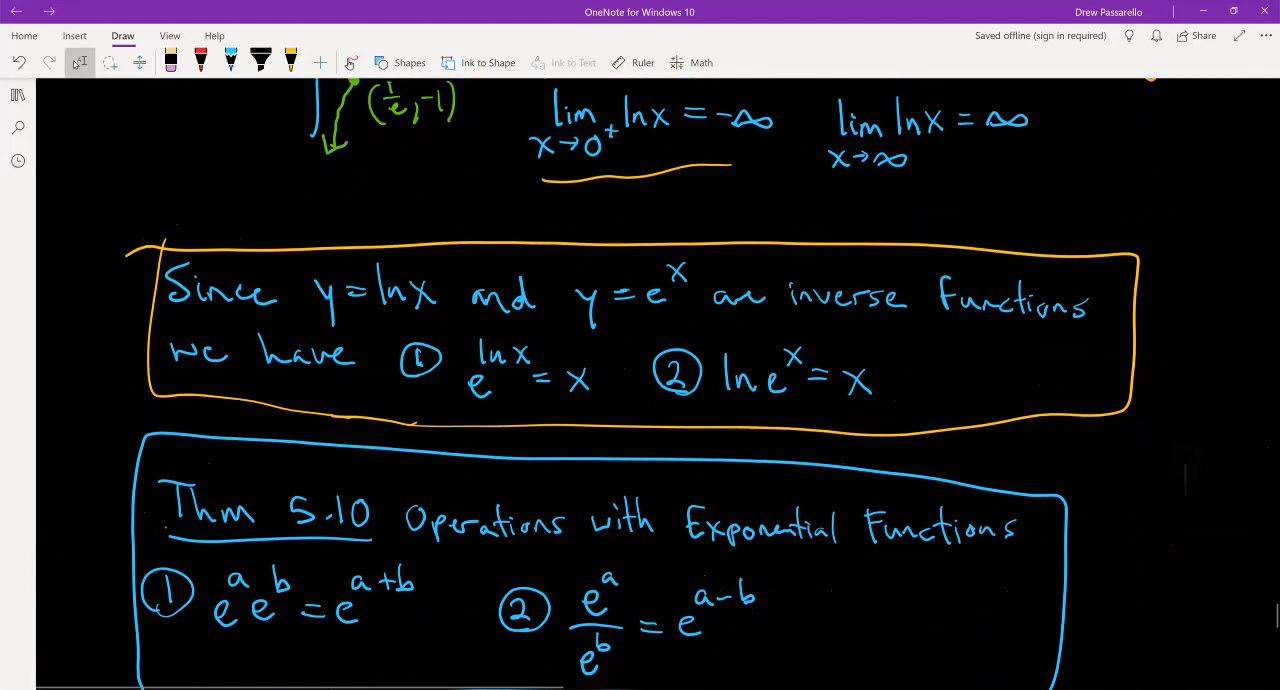 OneNote for Windows 10
Drew Passarello
Home Insert Draw View Help
Saved offline (sign in required)
Share
Shapes Ink to Shape Ink to Text Ruler Math
(1/e, -1)
lim x→0⁺ ln x = -∞
lim x→∞ ln x = ∞
Since y = ln x and y = e^x are inverse functions
we have ① e^(ln x) = x ② ln e^x = x
Thm 5.10 Operations with Exponential Functions
① e^a e^b = e^(a+b) ② e^a/e^b = e^(a-b)